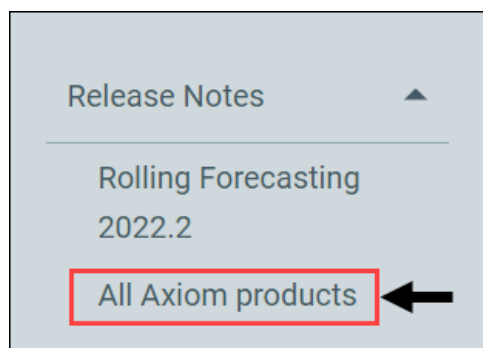 Release Notes
Rolling Forecasting
2022.2
All Axiom products